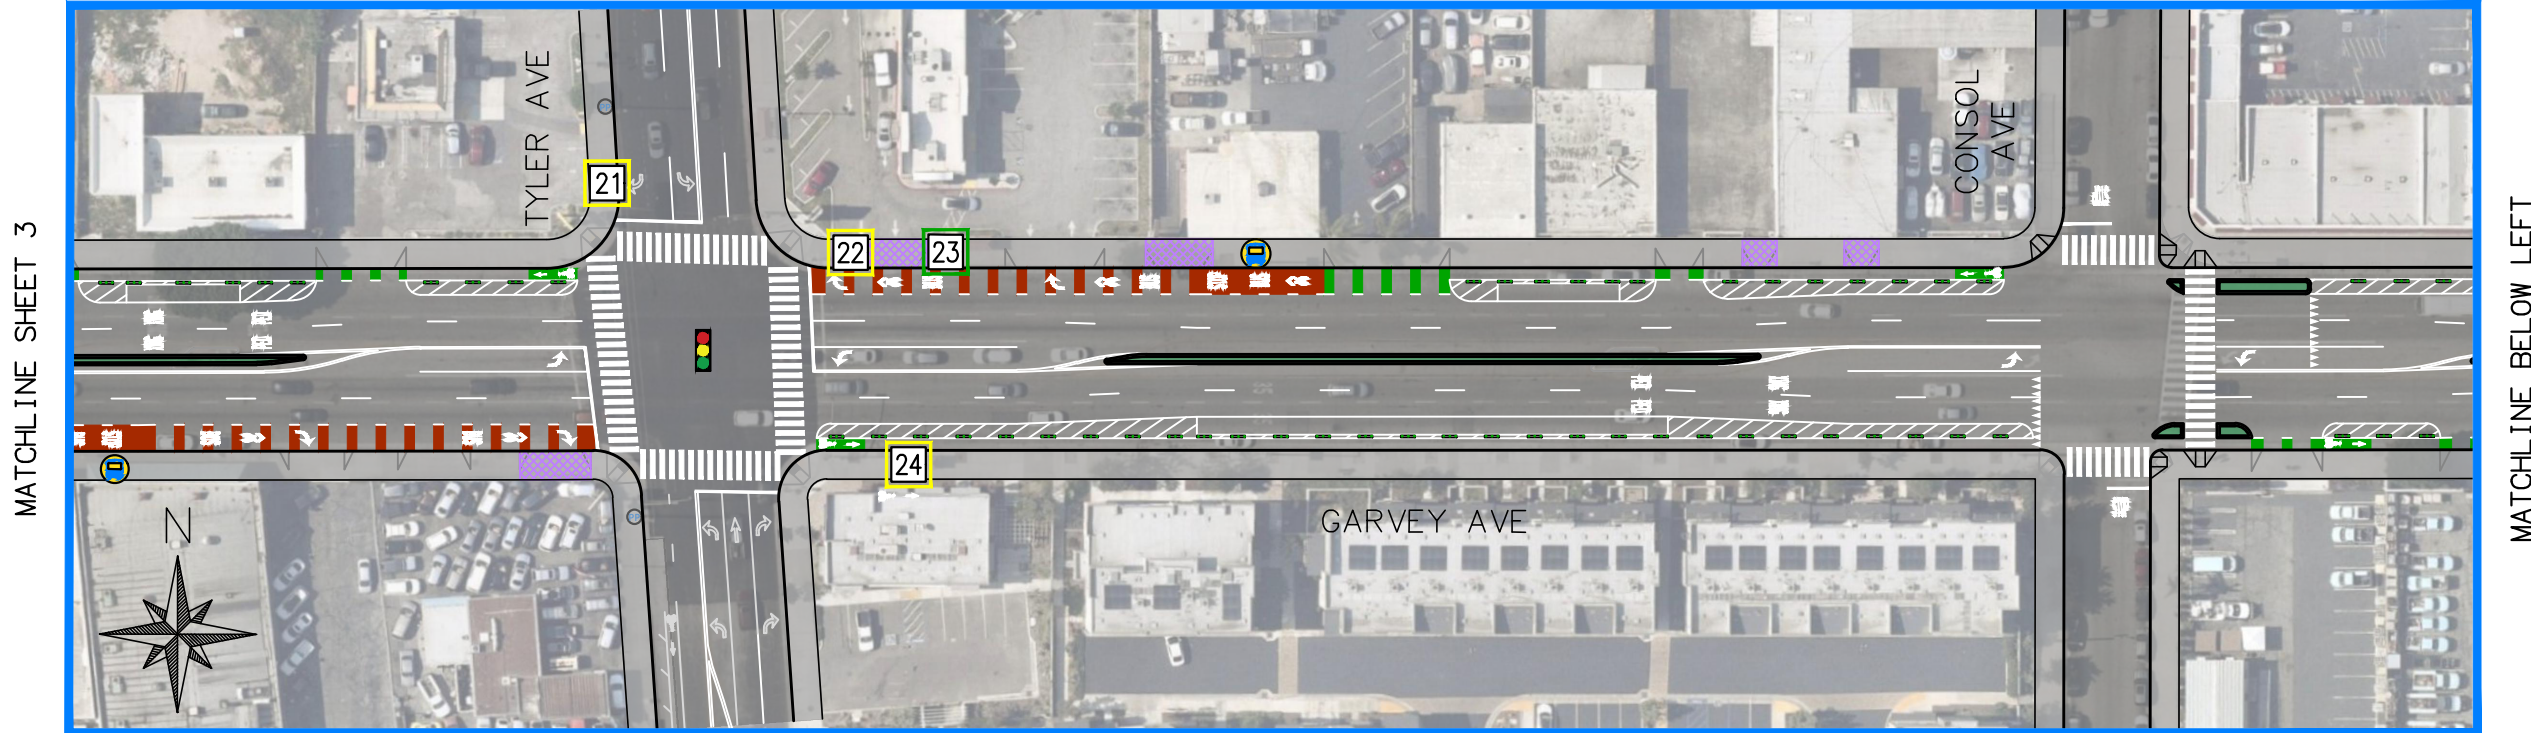 MATCHLINE SHEET 3
TYLER AVE
21
22
23
24
CONSOL
AVE
GARVEY AVE
N
MATCHLINE BELOW LEFT